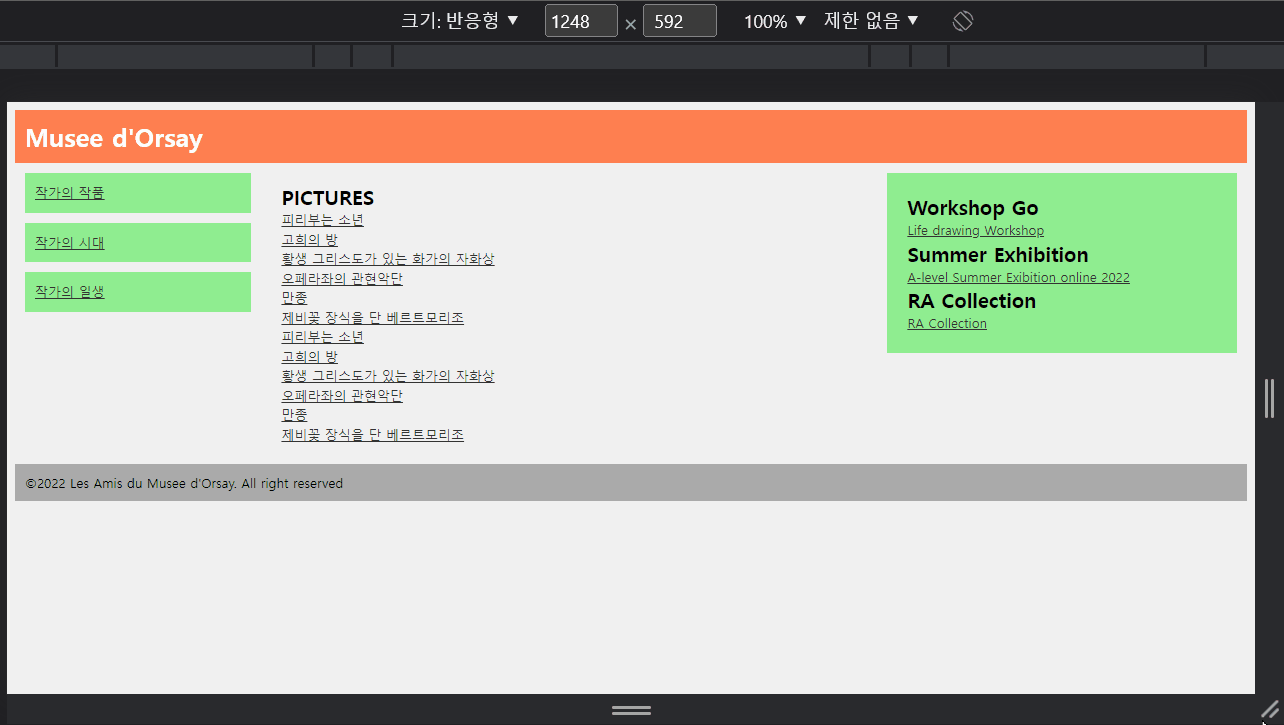 크기: 반응형 ▼ 1248 × 592 100% ▼ 제한 없음 ▼
Musee d'Orsay
작가의 작품
작가의 시대
작가의 일생
PICTURES
피리부는 소년
고희의 방
황생 그리스도가 있는 화가의 자화상
오페라좌의 관현악단
만종
제비꽃 장식을 단 베르트모리조
피리부는 소년
고희의 방
황생 그리스도가 있는 화가의 자화상
오페라좌의 관현악단
만종
제비꽃 장식을 단 베르트모리조
Workshop Go
Life drawing Workshop
Summer Exhibition
A-level Summer Exibition online 2022
RA Collection
RA Collection
©2022 Les Amis du Musee d'Orsay. All right reserved